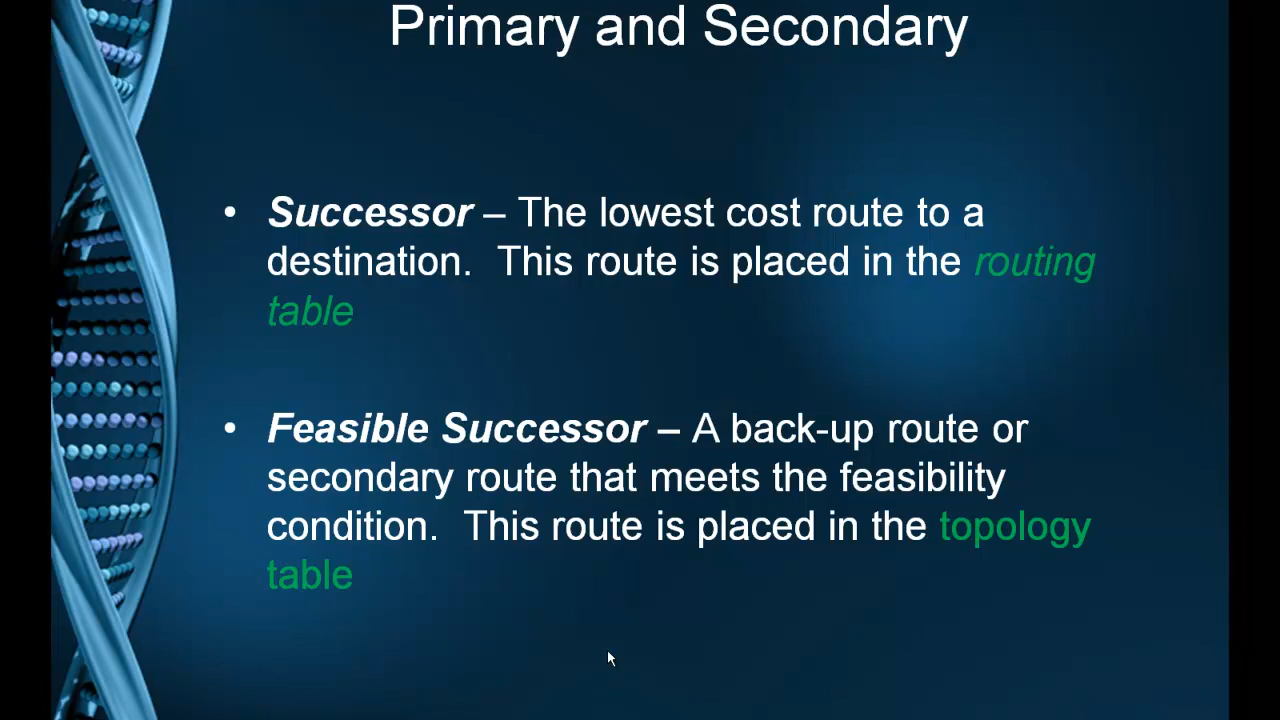 Primary and Secondary
• Successor – The lowest cost route to a
destination.  This route is placed in the routing
table
• Feasible Successor – A back-up route or
secondary route that meets the feasibility
condition.  This route is placed in the topology
table